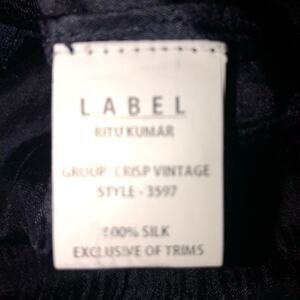 LABEL
RITU KUMAR
GROUP - CRISP VINTAGE
STYLE - 3597
100% SILK
EXCLUSIVE OF TRIMS